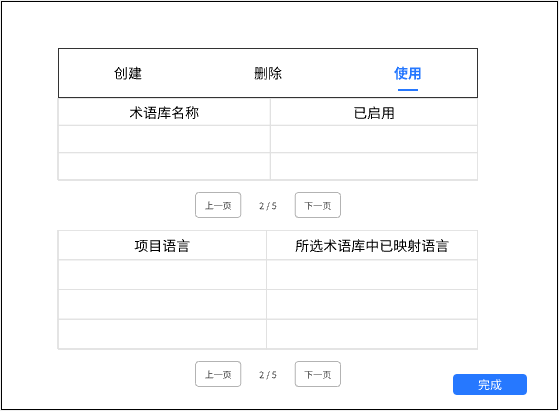 创建 删除 使用
术语库名称 已启用
上一页 2 / 5 下一页
项目语言 所选术语库中已映射语言
上一页 2 / 5 下一页
完成